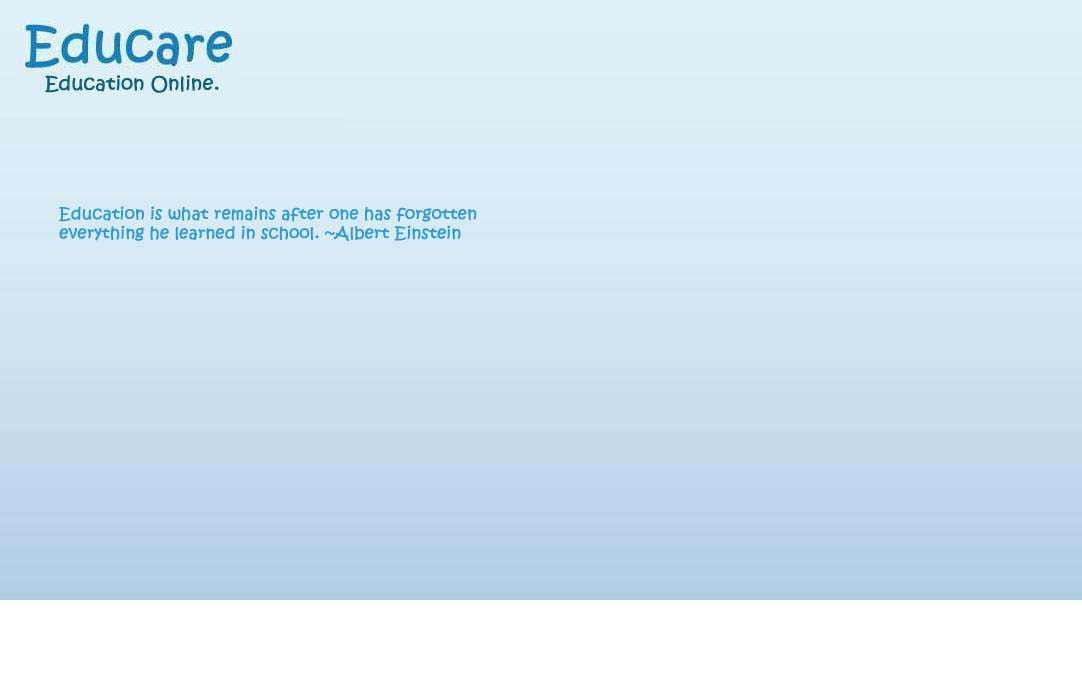 Educare
Education Online.
Education is what remains after one has forgotten
everything he learned in school. ~Albert Einstein